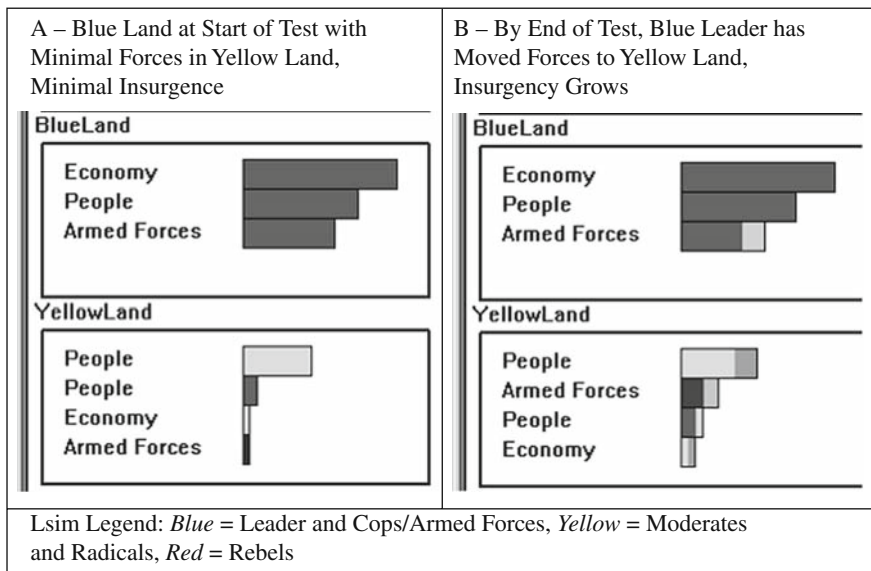 A – Blue Land at Start of Test with
Minimal Forces in Yellow Land,
Minimal Insurgence
B – By End of Test, Blue Leader has
Moved Forces to Yellow Land,
Insurgency Grows
BlueLand
Economy
People
Armed Forces
YellowLand
People
People
Economy
Armed Forces
BlueLand
Economy
People
Armed Forces
YellowLand
People
Armed Forces
People
Economy
Lsim Legend: Blue = Leader and Cops/Armed Forces, Yellow = Moderates
and Radicals, Red = Rebels